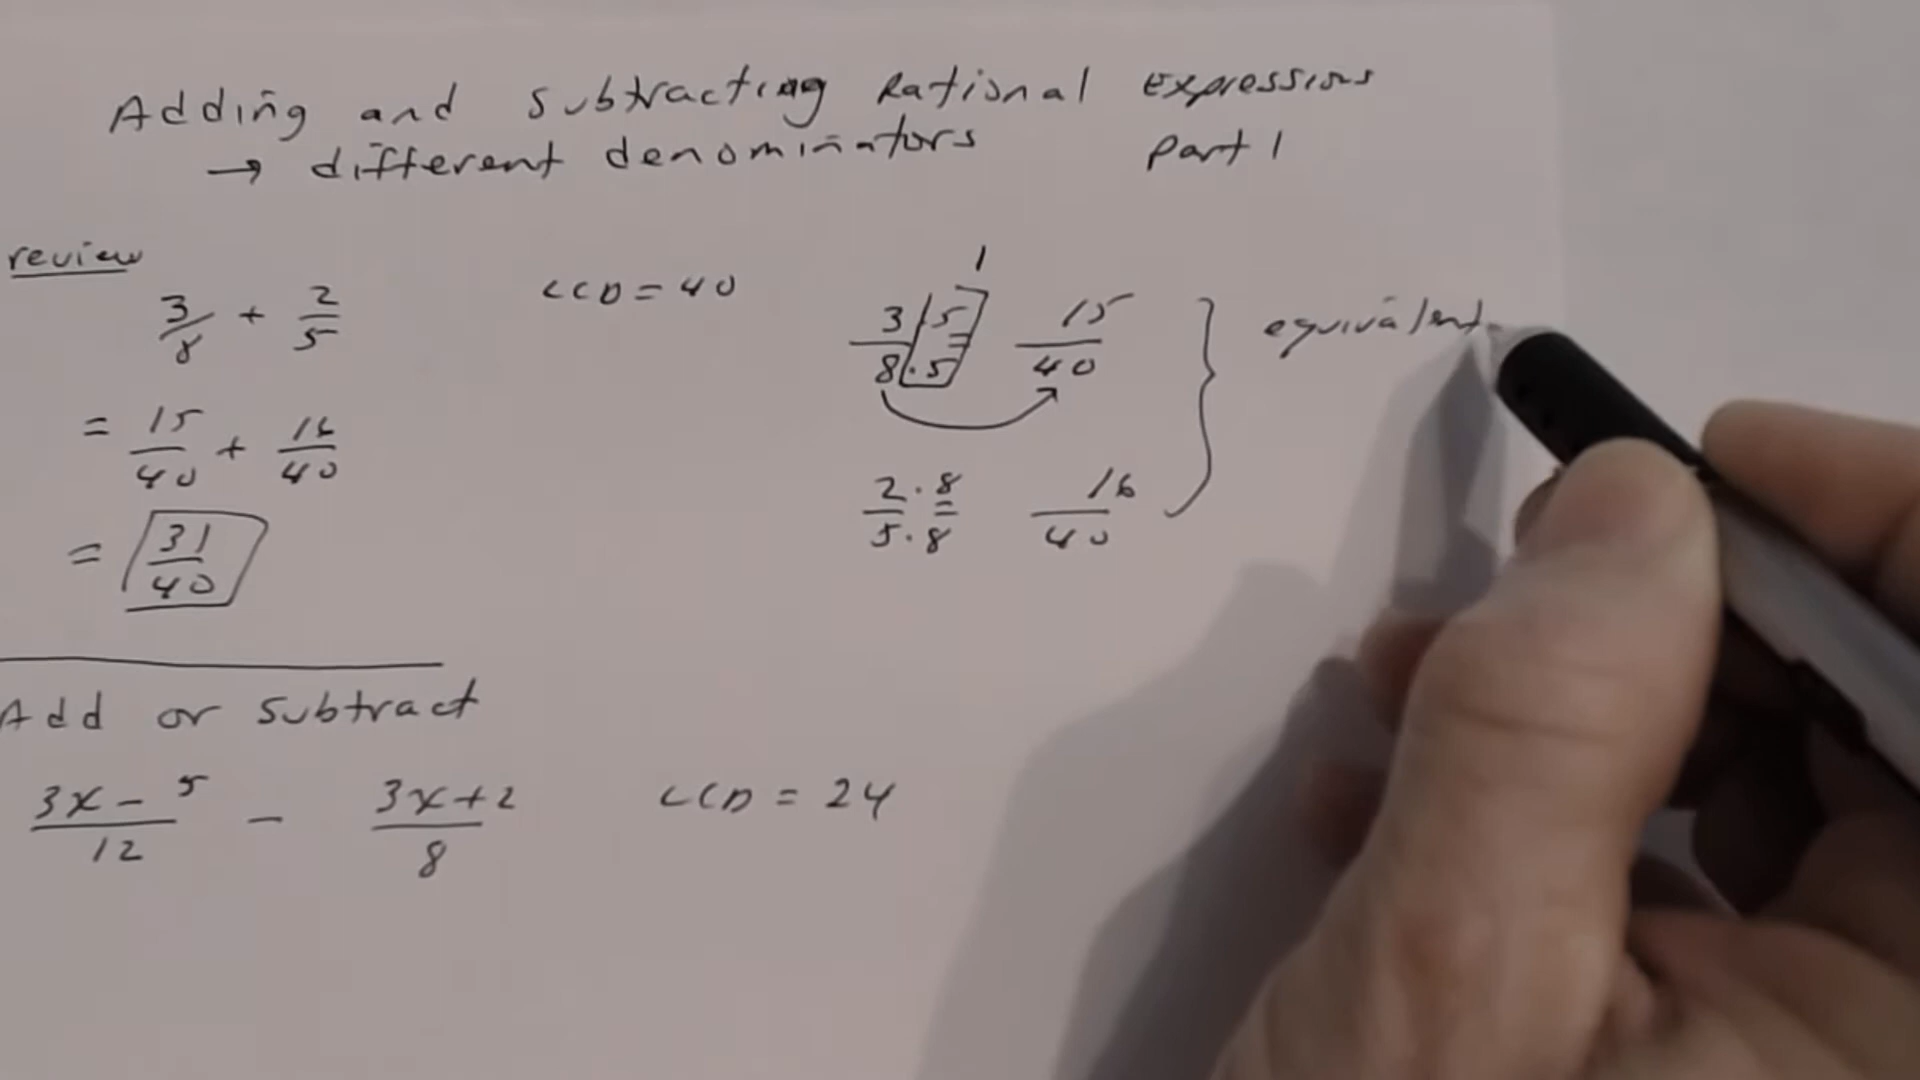 Adding and subtracting Rational Expressions
→ different denominators Part 1
review
3/8 + 2/5
LCD = 40
1
3·5/8·5 = 15/40
equivalent
= 15/40 + 16/40
2·8/5·8 = 16/40
= 31/40
Add or subtract
3x-5/12 - 3x+2/8
LCD = 24